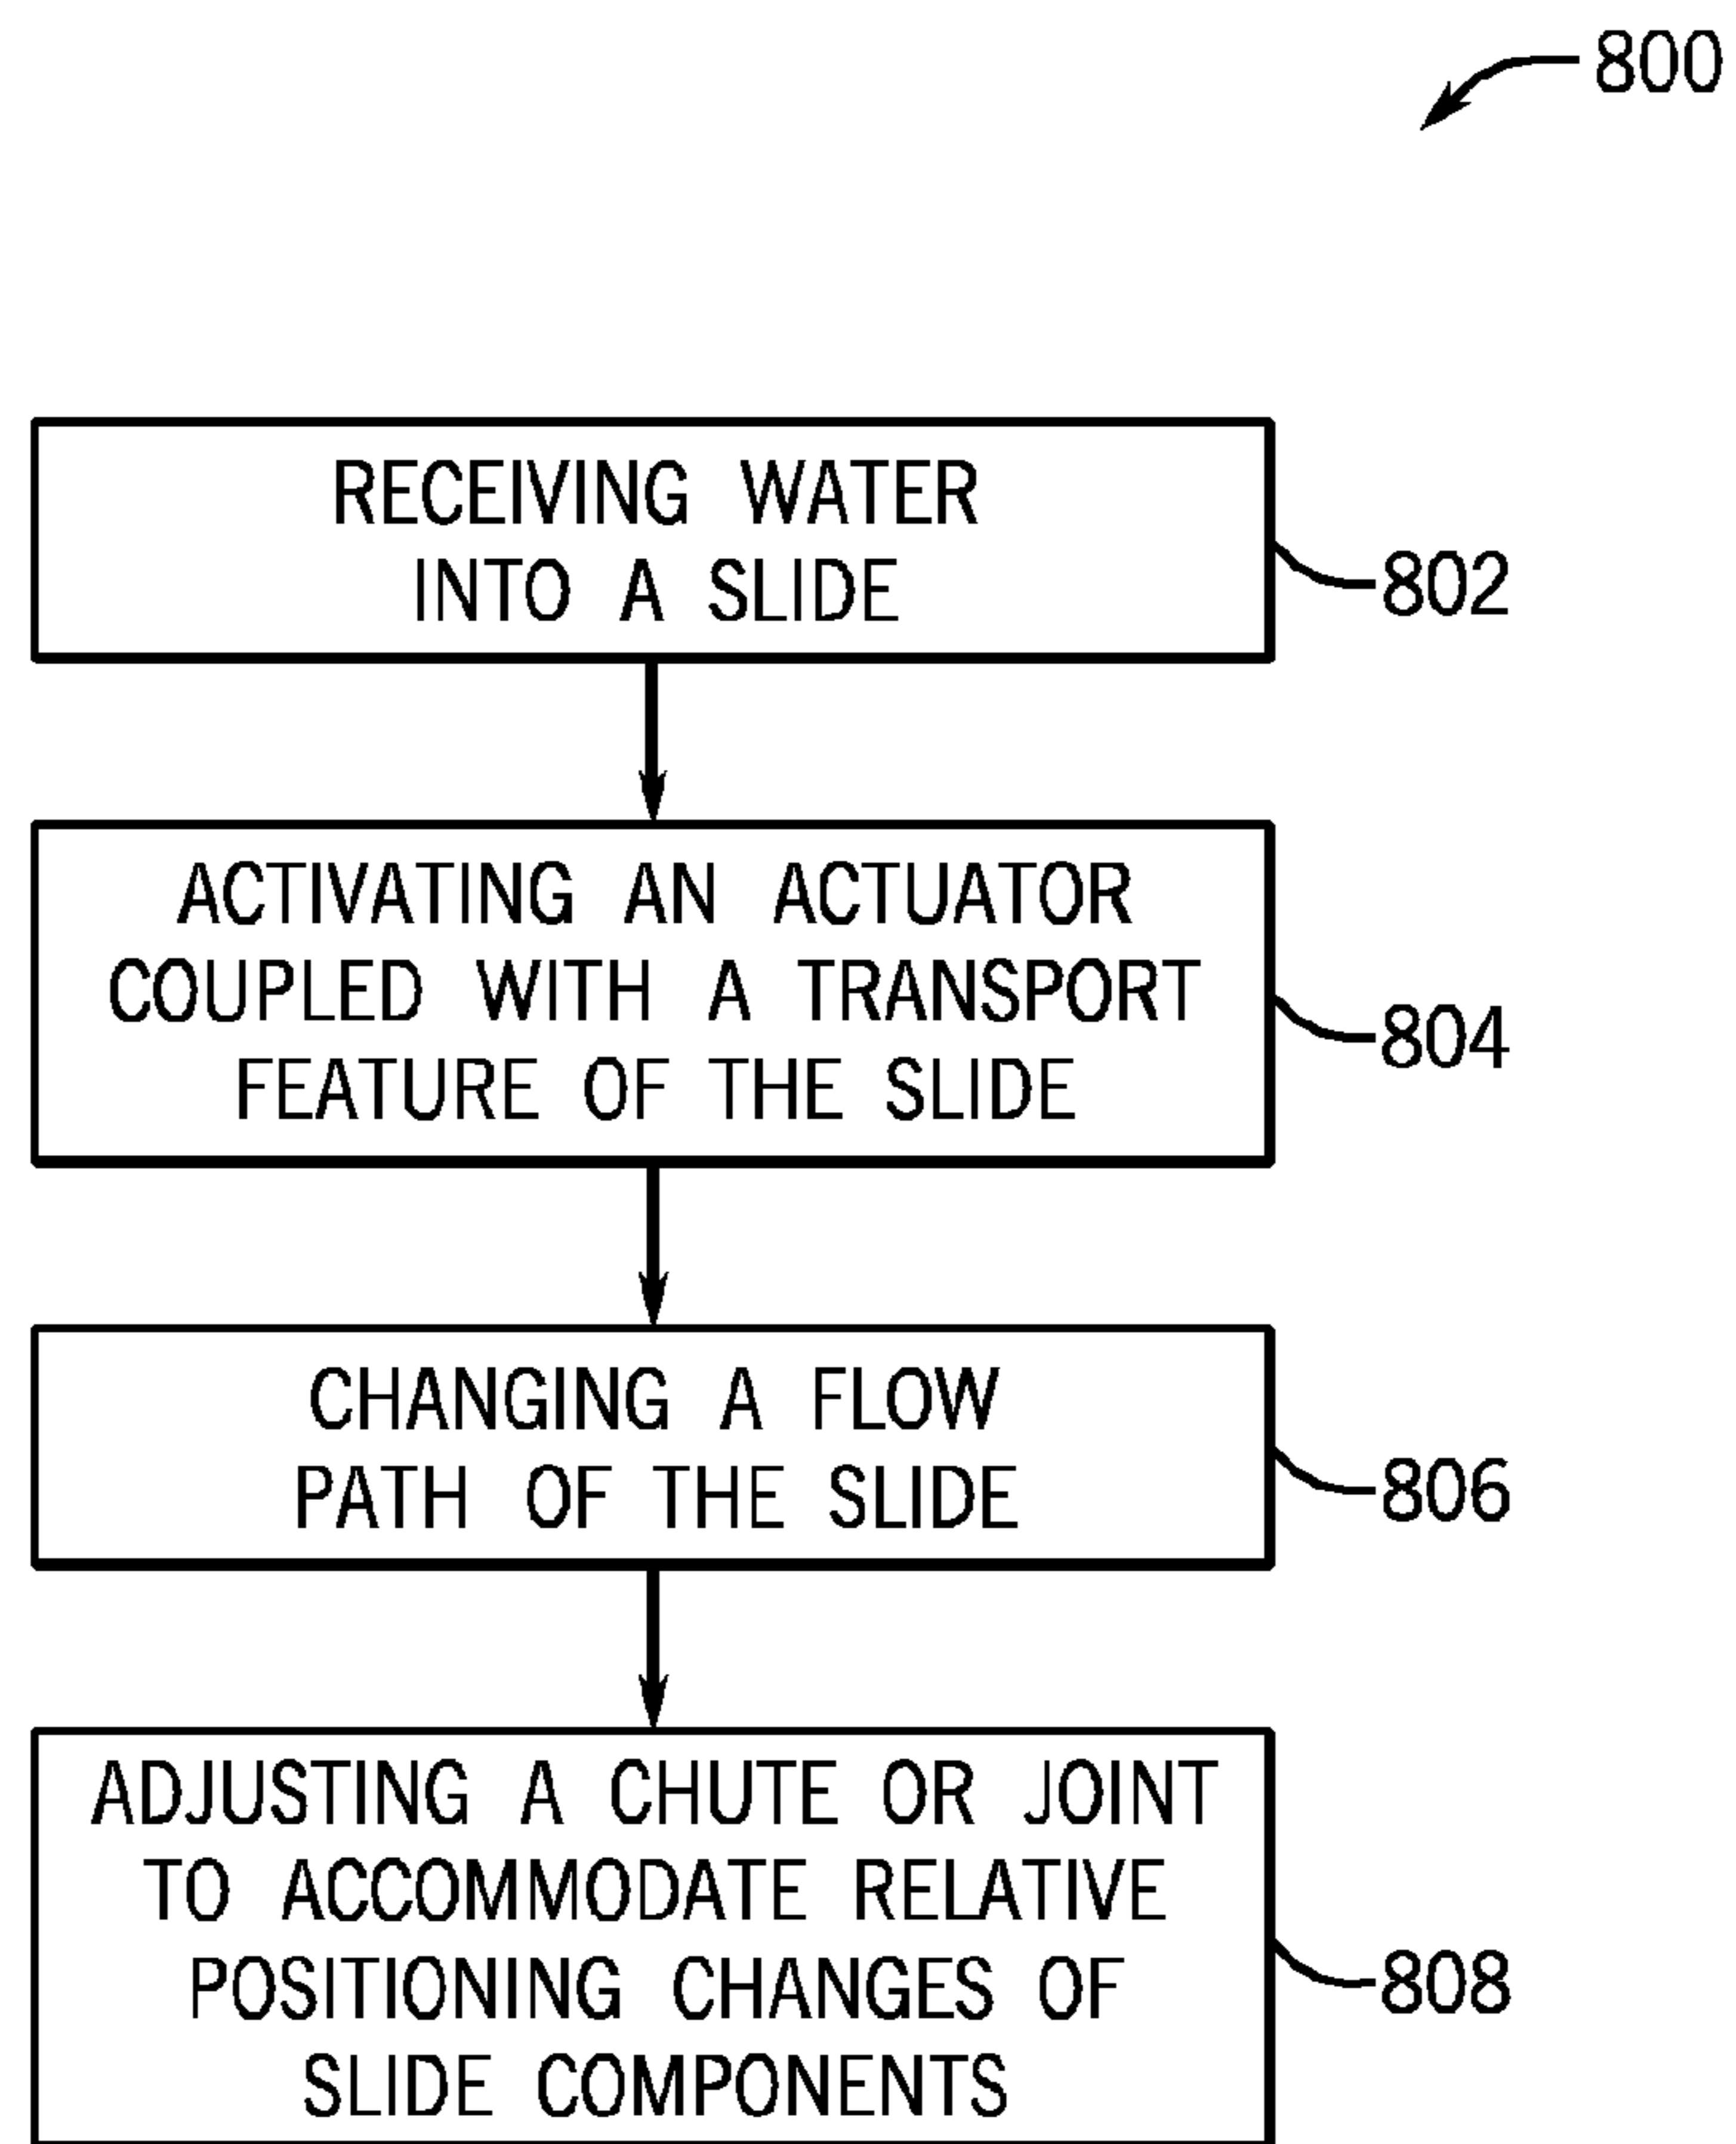 800
RECEIVING WATER
INTO A SLIDE
802
ACTIVATING AN ACTUATOR
COUPLED WITH A TRANSPORT
FEATURE OF THE SLIDE
804
CHANGING A FLOW
PATH OF THE SLIDE
806
ADJUSTING A CHUTE OR JOINT
TO ACCOMMODATE RELATIVE
POSITIONING CHANGES OF
SLIDE COMPONENTS
808